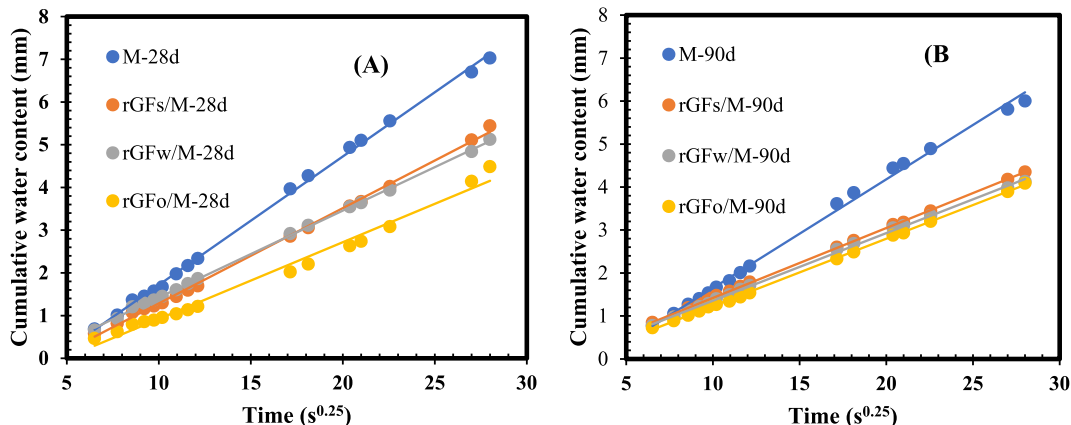 Cumulative water content (mm)
8
7
6
5
4
3
2
1
0
M-28d
rGFs/M-28d
rGFw/M-28d
rGFo/M-28d
(A)
5
10
15
20
25
30
Time (s^0.25)
Cumulative water content (mm)
8
7
6
5
4
3
2
1
0
M-90d
rGFs/M-90d
rGFw/M-90d
rGFo/M-90d
(B
5
10
15
20
25
30
Time (s^0.25)